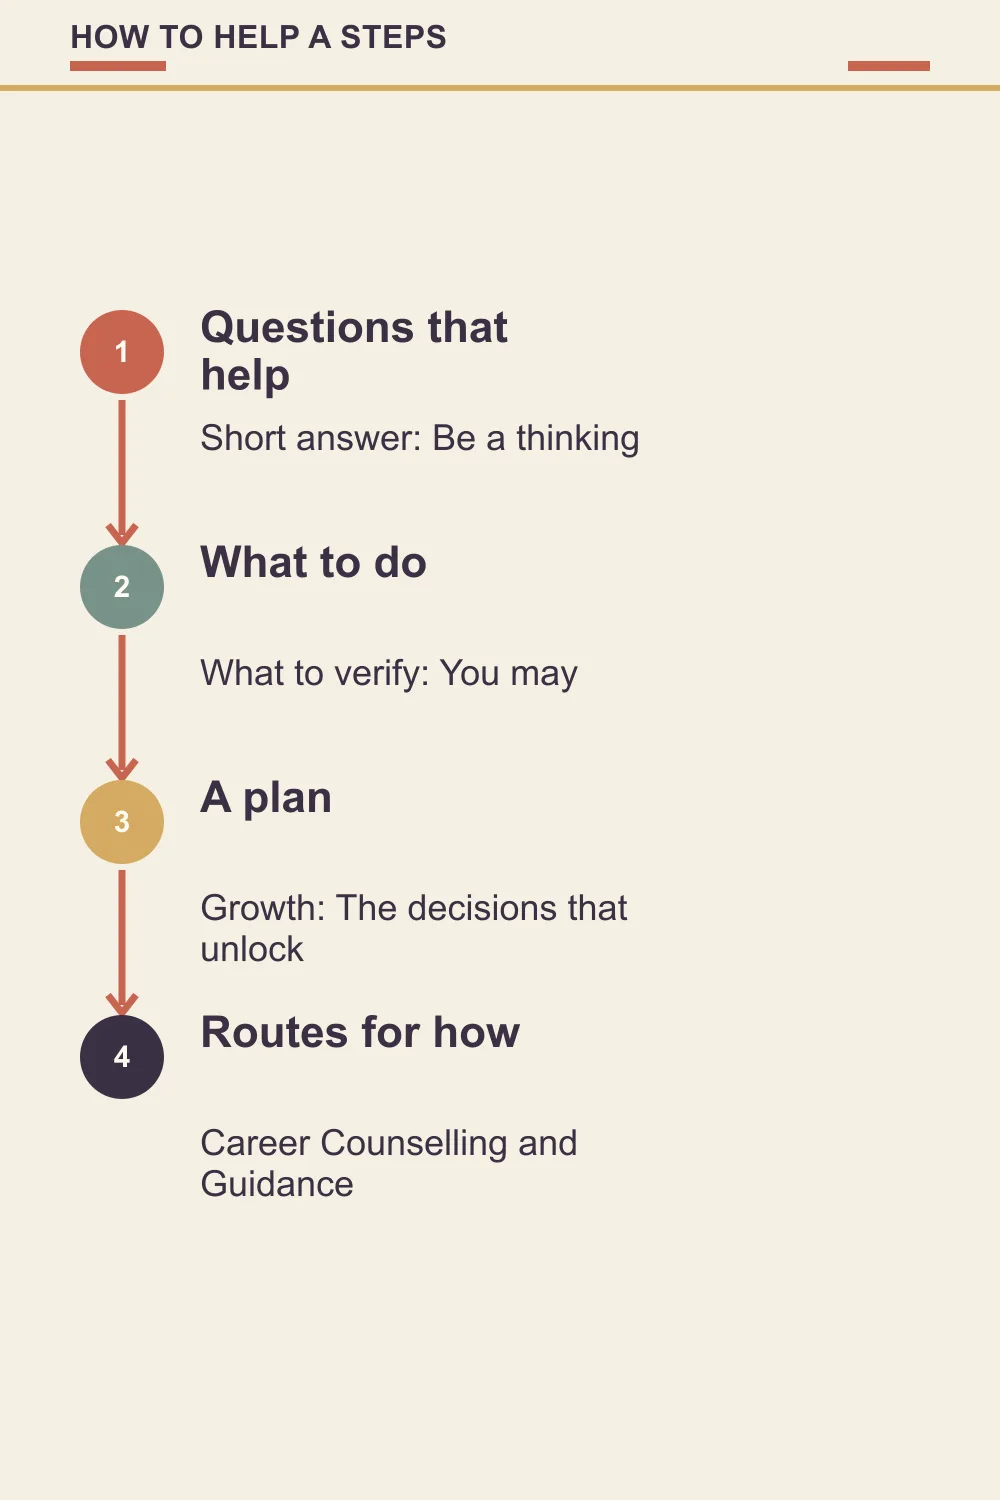 HOW TO HELP A STEPS
1
Questions that
help
Short answer: Be a thinking
2
What to do
What to verify: You may
3
A plan
Growth: The decisions that
unlock
4
Routes for how
Career Counselling and
Guidance